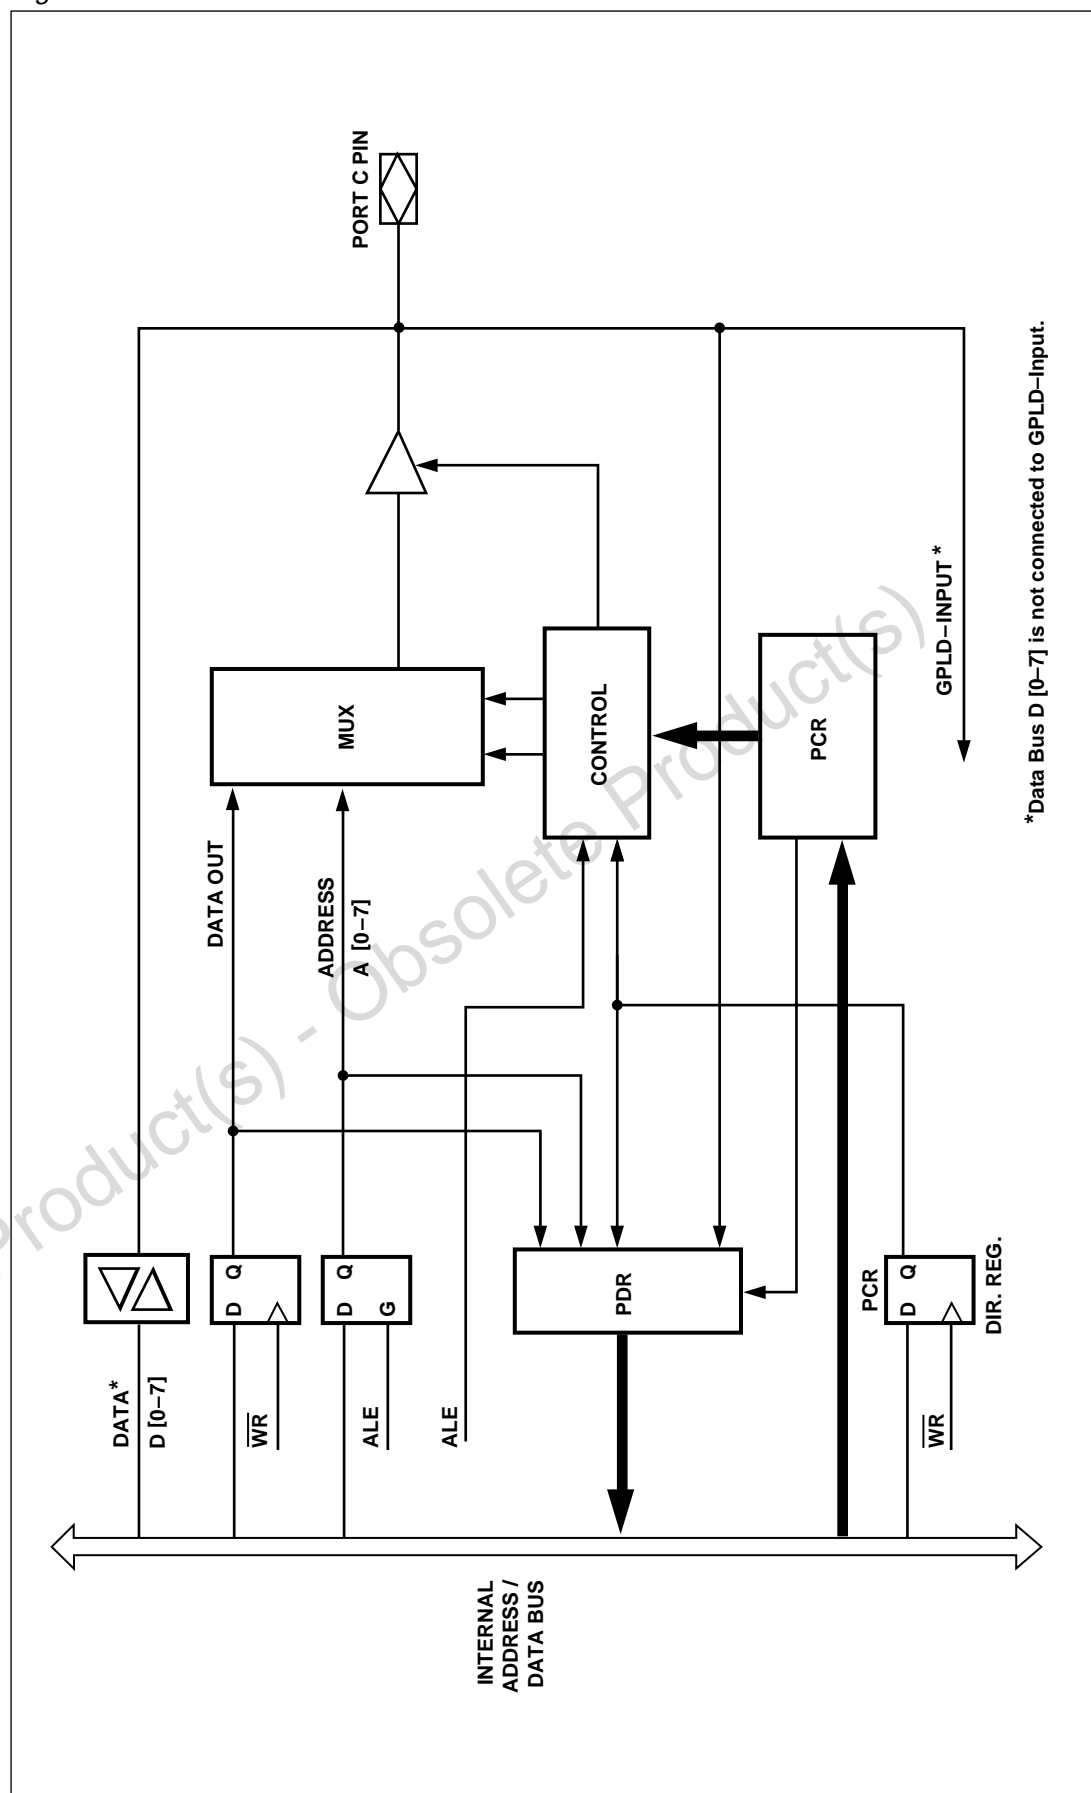 PORT C PIN
DATA OUT
ADDRESS
A [0–7]
MUX
CONTROL
PCR
GPLD–INPUT *
*Data Bus D [0–7] is not connected to GPLD–Input.
DATA*
D [0–7]
D Q
WR
D Q
G
ALE
ALE
PDR
PCR
D Q
DIR. REG.
WR
INTERNAL
ADDRESS /
DATA BUS
Product(s) - Obsolete Product(s)